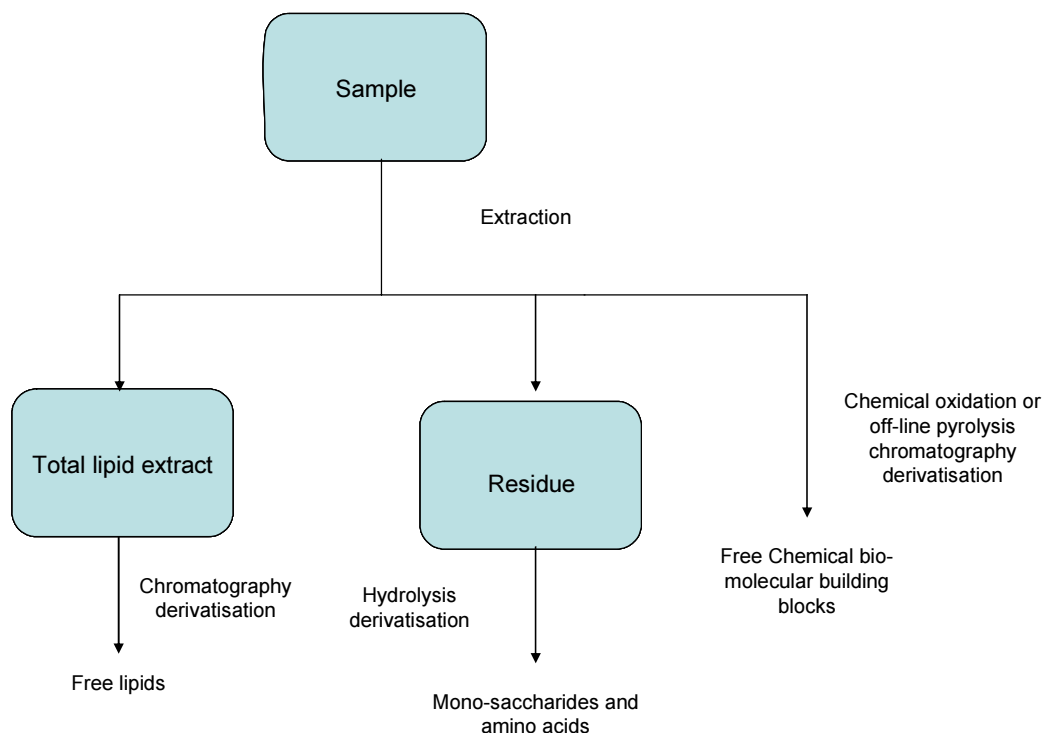 Sample
Extraction
Total lipid extract
Residue
Chemical oxidation or
off-line pyrolysis
chromatography
derivatisation
Chromatography
derivatisation
Hydrolysis
derivatisation
Free Chemical bio-
molecular building
blocks
Free lipids
Mono-saccharides and
amino acids